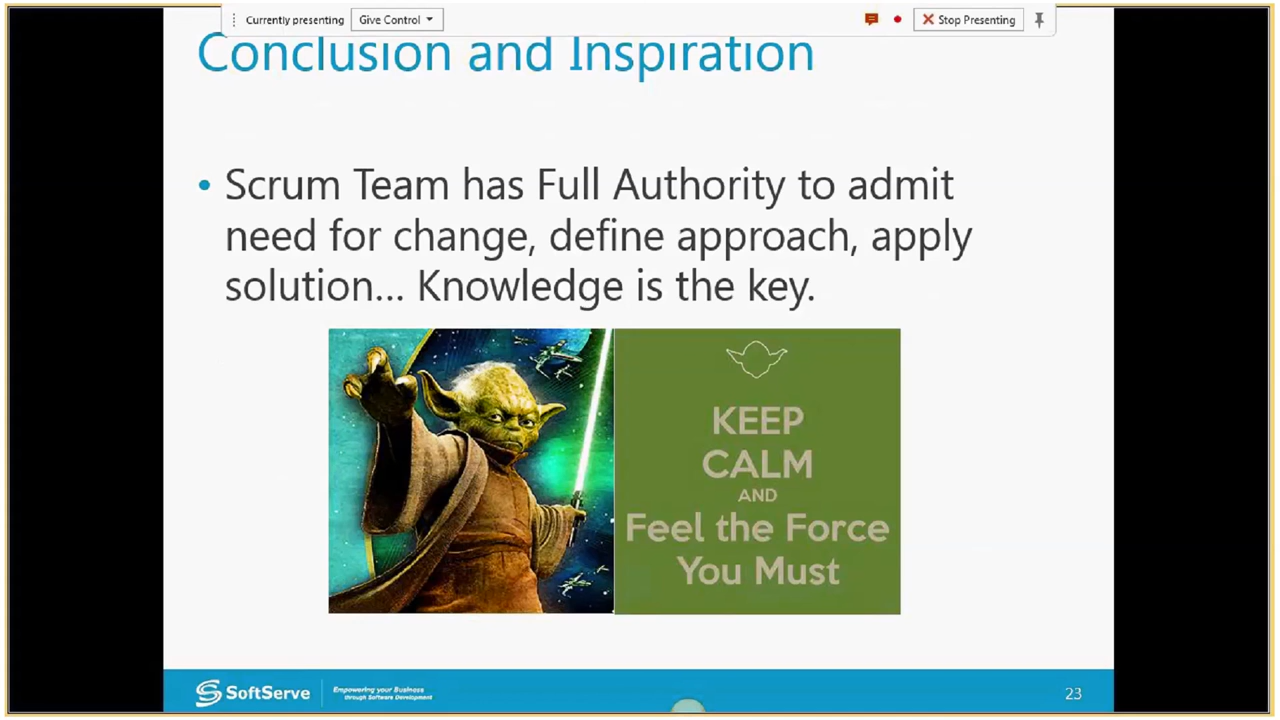 Currently presenting Give Control Stop Presenting
Conclusion and Inspiration
• Scrum Team has Full Authority to admit
need for change, define approach, apply
solution... Knowledge is the key.
KEEP
CALM
AND
Feel the Force
You Must
SoftServe
Empowering your Business
through Software Development
23